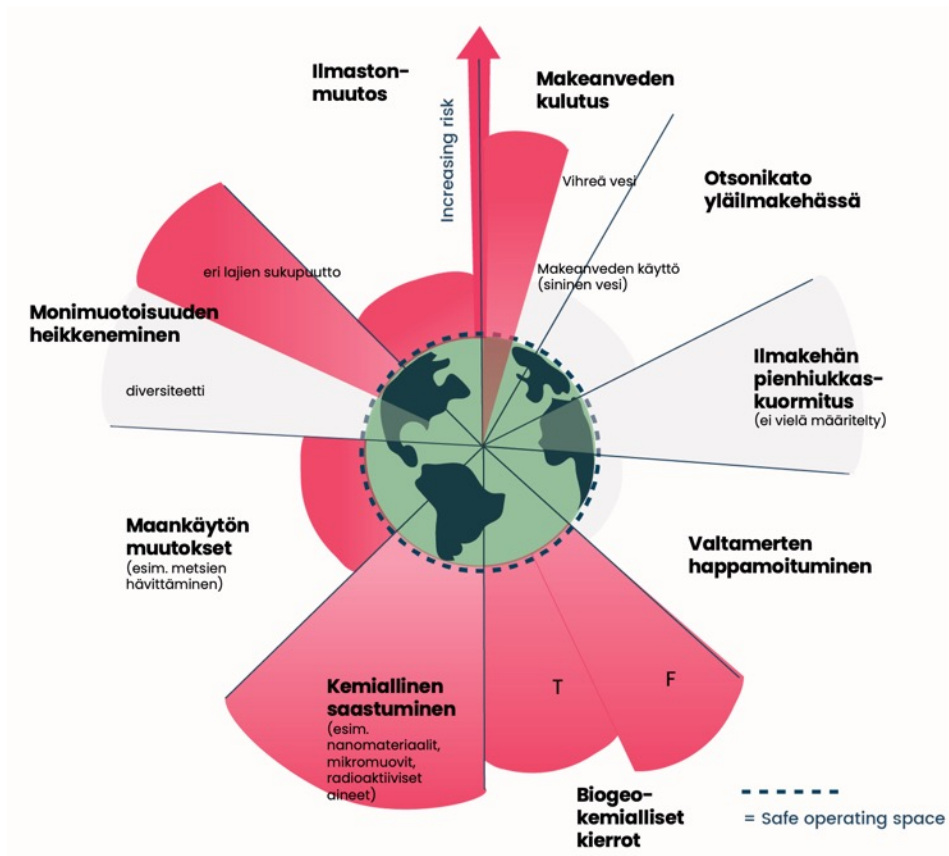 Ilmaston-
muutos
Increasing risk
Makeanveden
kulutus
Vihreä vesi
Makeanveden käyttö
(sininen vesi)
Otsonikato
yläilmakehässä
Ilmakehän
pienhiukkas-
kuormitus
(ei vielä määritelty)
Valtamerten
happamoituminen
F
T
Biogeo-
kemialliset
kierrot
Kemiallinen
saastuminen
(esim.
nanomateriaalit,
mikromuovit,
radioaktiiviset
aineet)
Maankäytön
muutokset
(esim. metsien
hävittäminen)
Monimuotoisuuden
heikkeneminen
eri lajien sukupuutto
diversiteetti
= Safe operating space